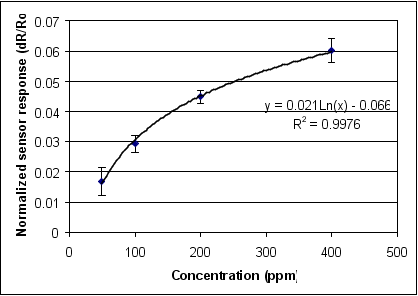 Normalized sensor response (dR/Ro
0.07
0.06
0.05
0.04
0.03
0.02
0.01
0
y = 0.021Ln(x) - 0.066
R² = 0.9976
0 100 200 300 400 500
Concentration (ppm)